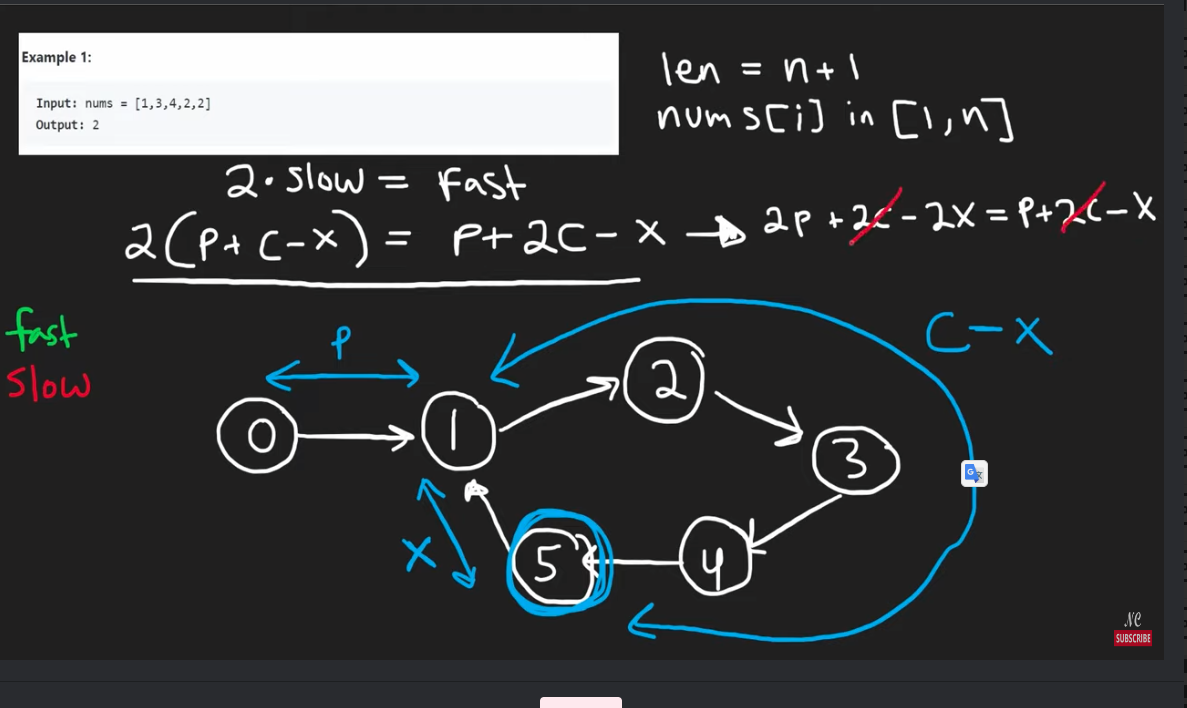 Example 1:
len = n+1
Input: nums = [1,3,4,2,2]
nums[i] in [1,n]
Output: 2
2·slow = Fast
2(P+C-X) = P+2C-X → 2P+2C-2X=P+2C-X
fast
P
C-X
slow
2
0
1
3
X
5
4
NC
SUBSCRIBE